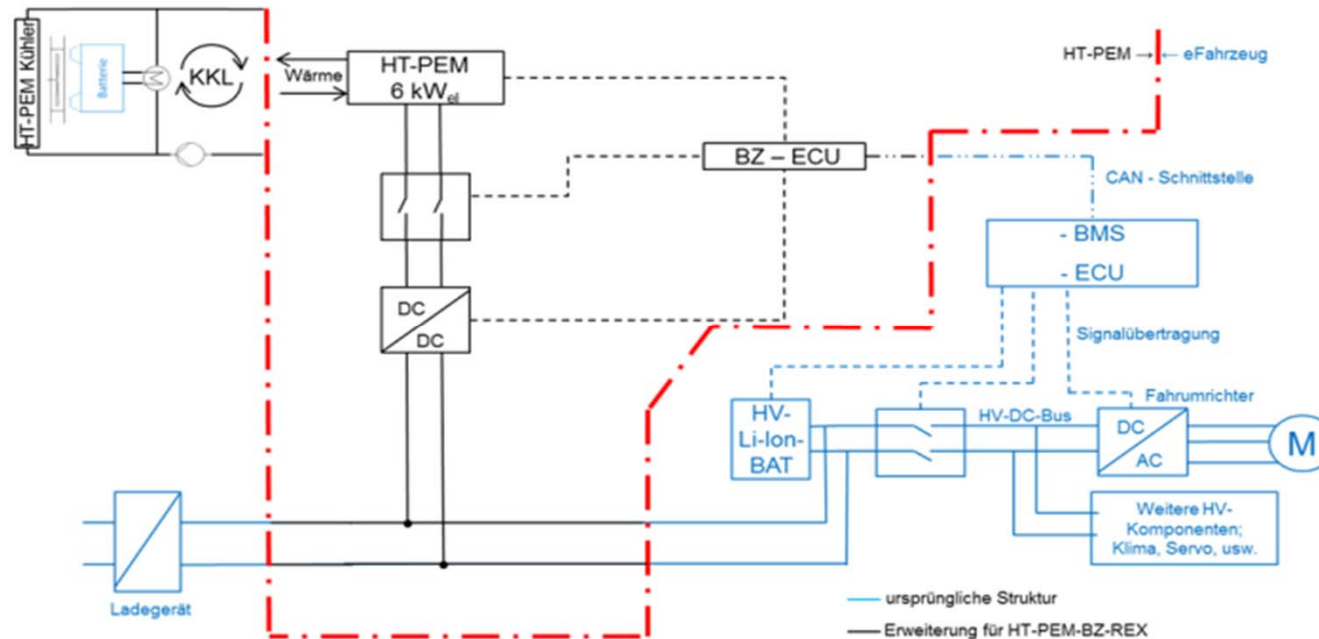 HT-PEM Kühler
Batterie
M
KKL
Wärme
HT-PEM
6 kWel
HT-PEM → ← eFahrzeug
BZ – ECU
CAN - Schnittstelle
- BMS
- ECU
DC
DC
Signalübertragung
Fahrumrichter
HV-
Li-Ion-
BAT
HV-DC-Bus
DC
AC
M
Weitere HV-
Komponenten;
Klima, Servo, usw.
Ladegerät
ursprüngliche Struktur
Erweiterung für HT-PEM-BZ-REX